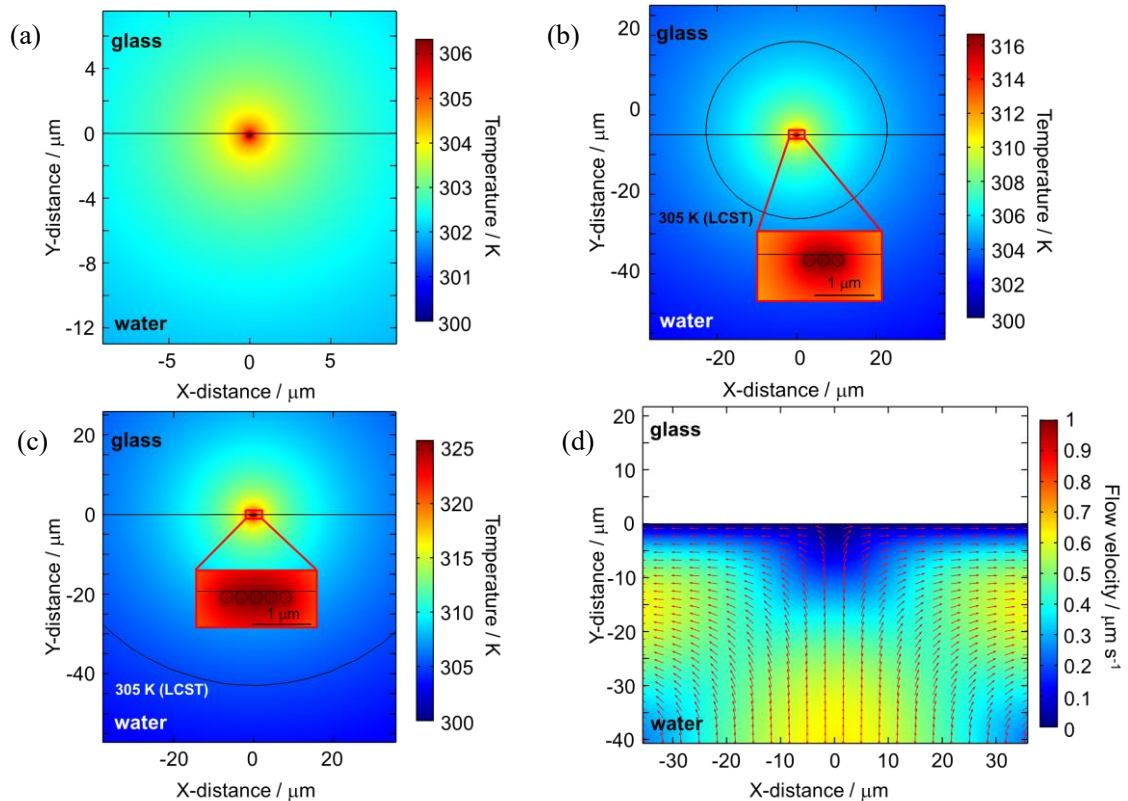 (a)
glass
water
4
0
-4
-8
-12
-5
0
5
Y-distance / μm
X-distance / μm
306
305
304
303
302
301
300
Temperature / K
(b)
glass
305 K (LCST)
1 μm
water
20
0
-20
-40
-20
0
20
Y-distance / μm
X-distance / μm
316
314
312
310
308
306
304
302
300
Temperature / K
(c)
glass
1 μm
305 K (LCST)
water
20
0
-20
-40
-20
0
20
Y-distance / μm
X-distance / μm
325
320
315
310
305
300
Temperature / K
(d)
glass
water
20
15
10
5
0
-5
-10
-15
-20
-25
-30
-35
-40
-30
-20
-10
0
10
20
30
Y-distance / μm
X-distance / μm
1
0.9
0.8
0.7
0.6
0.5
0.4
0.3
0.2
0.1
0
Flow velocity / μm s⁻¹